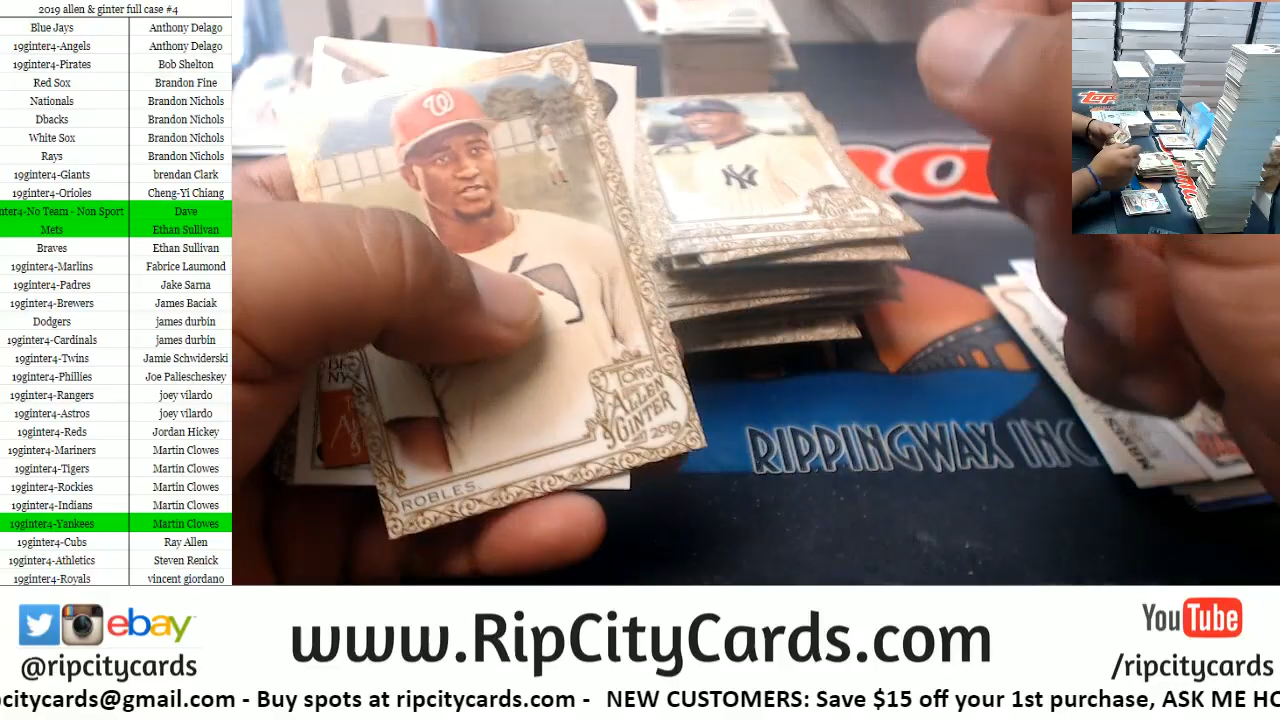 2019 allen & ginter full case #4
Blue Jays Anthony Delago
19ginter4-Angels Anthony Delago
19ginter4-Pirates Bob Shelton
Red Sox Brandon Fine
Nationals Brandon Nichols
Dbacks Brandon Nichols
White Sox Brandon Nichols
Rays Brandon Nichols
19ginter4-Giants brendan Clark
19ginter4-Orioles Cheng-Yi Chiang
nter4-No Team - Non Sport Dave
Mets Ethan Sullivan
Braves Ethan Sullivan
19ginter4-Marlins Fabrice Laumond
19ginter4-Padres Jake Sarna
19ginter4-Brewers James Baciak
Dodgers james durbin
19ginter4-Cardinals james durbin
19ginter4-Twins Jamie Schwiderski
19ginter4-Phillies Joe Paliescheskey
19ginter4-Rangers joey vilardo
19ginter4-Astros joey vilardo
19ginter4-Reds Jordan Hickey
19ginter4-Mariners Martin Clowes
19ginter4-Tigers Martin Clowes
19ginter4-Rockies Martin Clowes
19ginter4-Indians Martin Clowes
19ginter4-Yankees Martin Clowes
19ginter4-Cubs Ray Allen
19ginter4-Athletics Steven Renick
19ginter4-Royals vincent giordano
W
NY
TOPPS
ALLEN
GINTER
2019
ROBLES
RIPPINGWAX INC
topps
ebay
@ripcitycards
www.RipCityCards.com
YouTube
/ripcitycards
pcitycards@gmail.com - Buy spots at ripcitycards.com - NEW CUSTOMERS: Save $15 off your 1st purchase, ASK ME HO